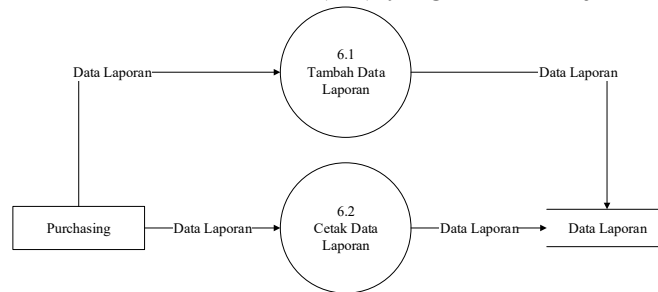 6.1
Tambah Data
Laporan
Data Laporan
Data Laporan
6.2
Cetak Data
Laporan
Purchasing
Data Laporan
Data Laporan
Data Laporan